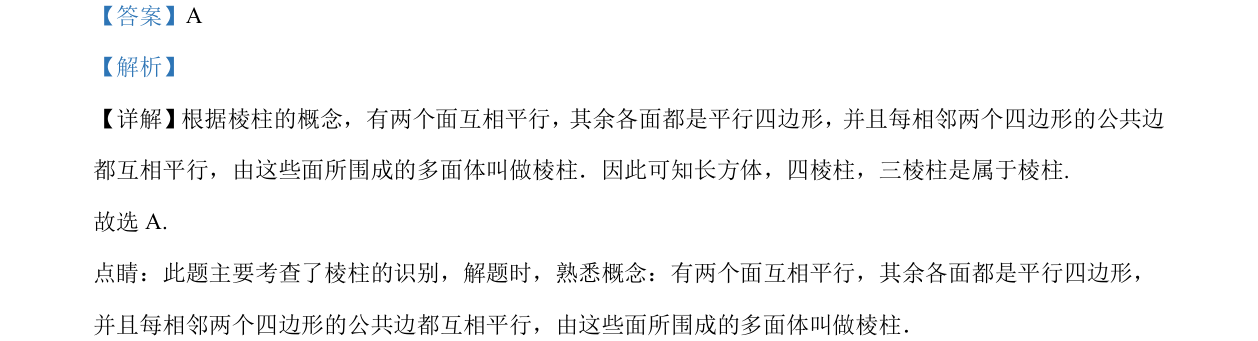 【答案】A
【解析】
【详解】根据棱柱的概念，有两个面互相平行，其余各面都是平行四边形，并且每相邻两个四边形的公共边
都互相平行，由这些面所围成的多面体叫做棱柱．因此可知长方体，四棱柱，三棱柱是属于棱柱.
故选 A.
点睛：此题主要考查了棱柱的识别，解题时，熟悉概念：有两个面互相平行，其余各面都是平行四边形，
并且每相邻两个四边形的公共边都互相平行，由这些面所围成的多面体叫做棱柱．